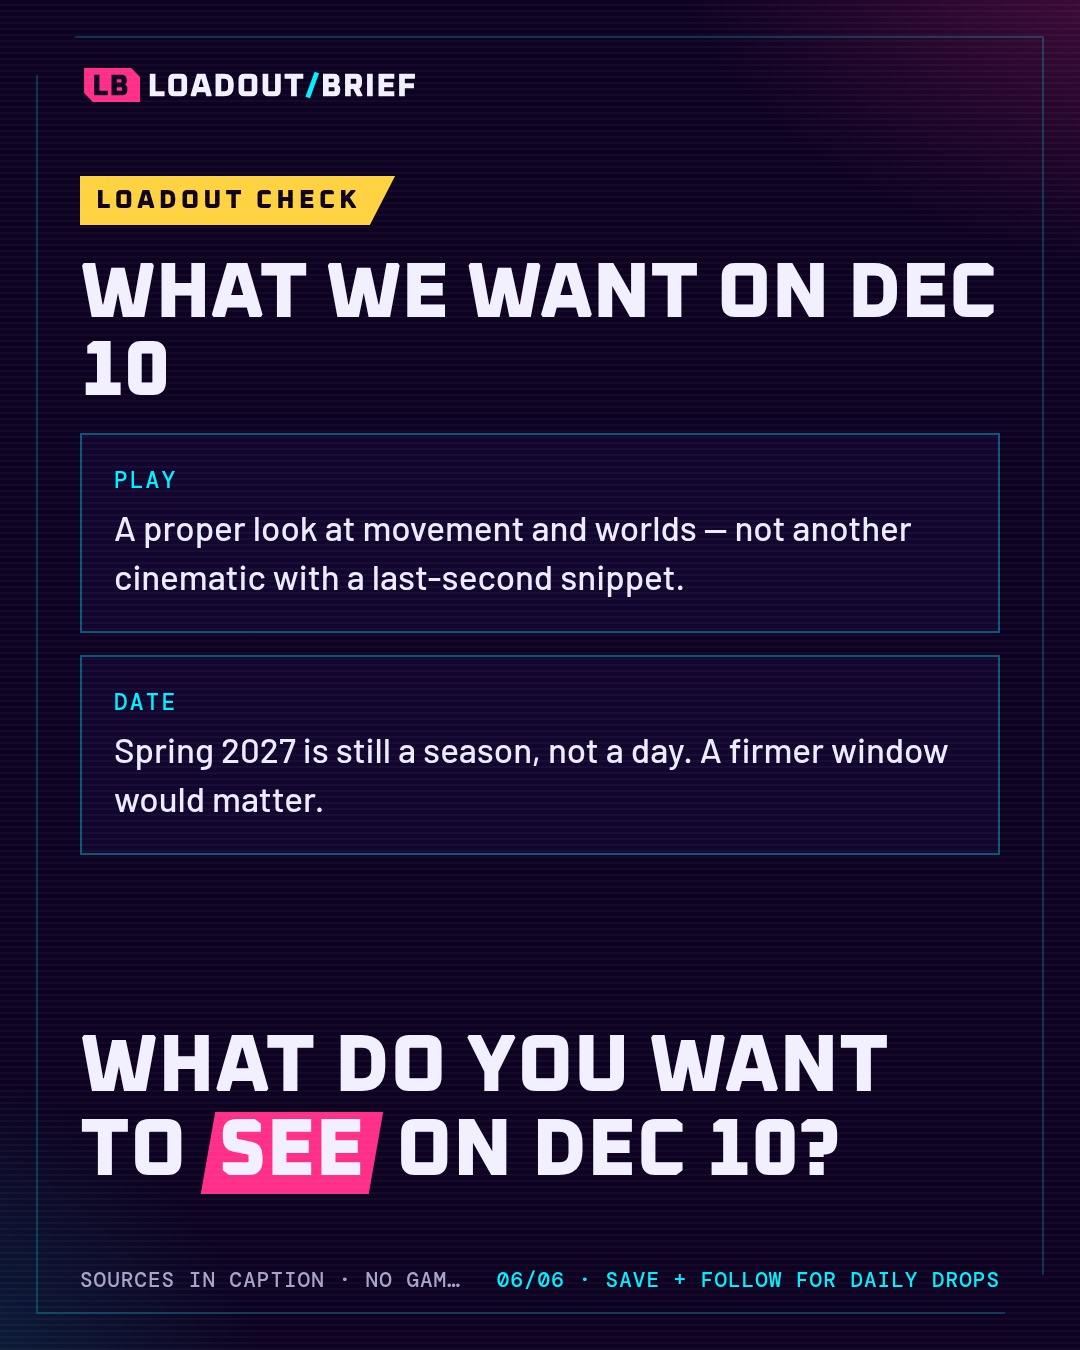 LB LOADOUT/BRIEF
LOADOUT CHECK
WHAT WE WANT ON DEC
10
PLAY
A proper look at movement and worlds — not another
cinematic with a last-second snippet.
DATE
Spring 2027 is still a season, not a day. A firmer window
would matter.
WHAT DO YOU WANT
TO SEE ON DEC 10?
SOURCES IN CAPTION · NO GAM… 06/06 · SAVE + FOLLOW FOR DAILY DROPS